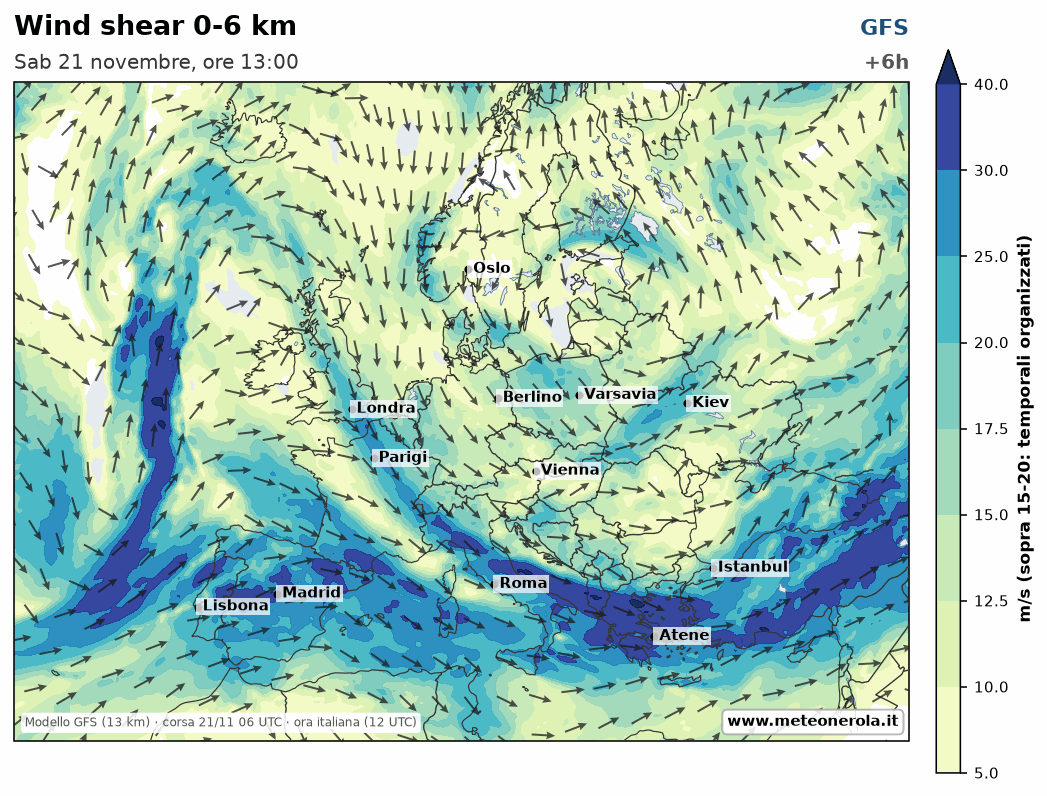 Wind shear 0-6 km
GFS
Sab 21 novembre, ore 13:00
+6h
40.0
30.0
25.0
20.0
17.5
15.0
12.5
10.0
5.0
m/s (sopra 15-20: temporali organizzati)
Oslo
Londra
Berlino
Varsavia
Kiev
Parigi
Vienna
Istanbul
Roma
Madrid
Lisbona
Atene
Modello GFS (13 km) · corsa 21/11 06 UTC · ora italiana (12 UTC)
www.meteonerola.it